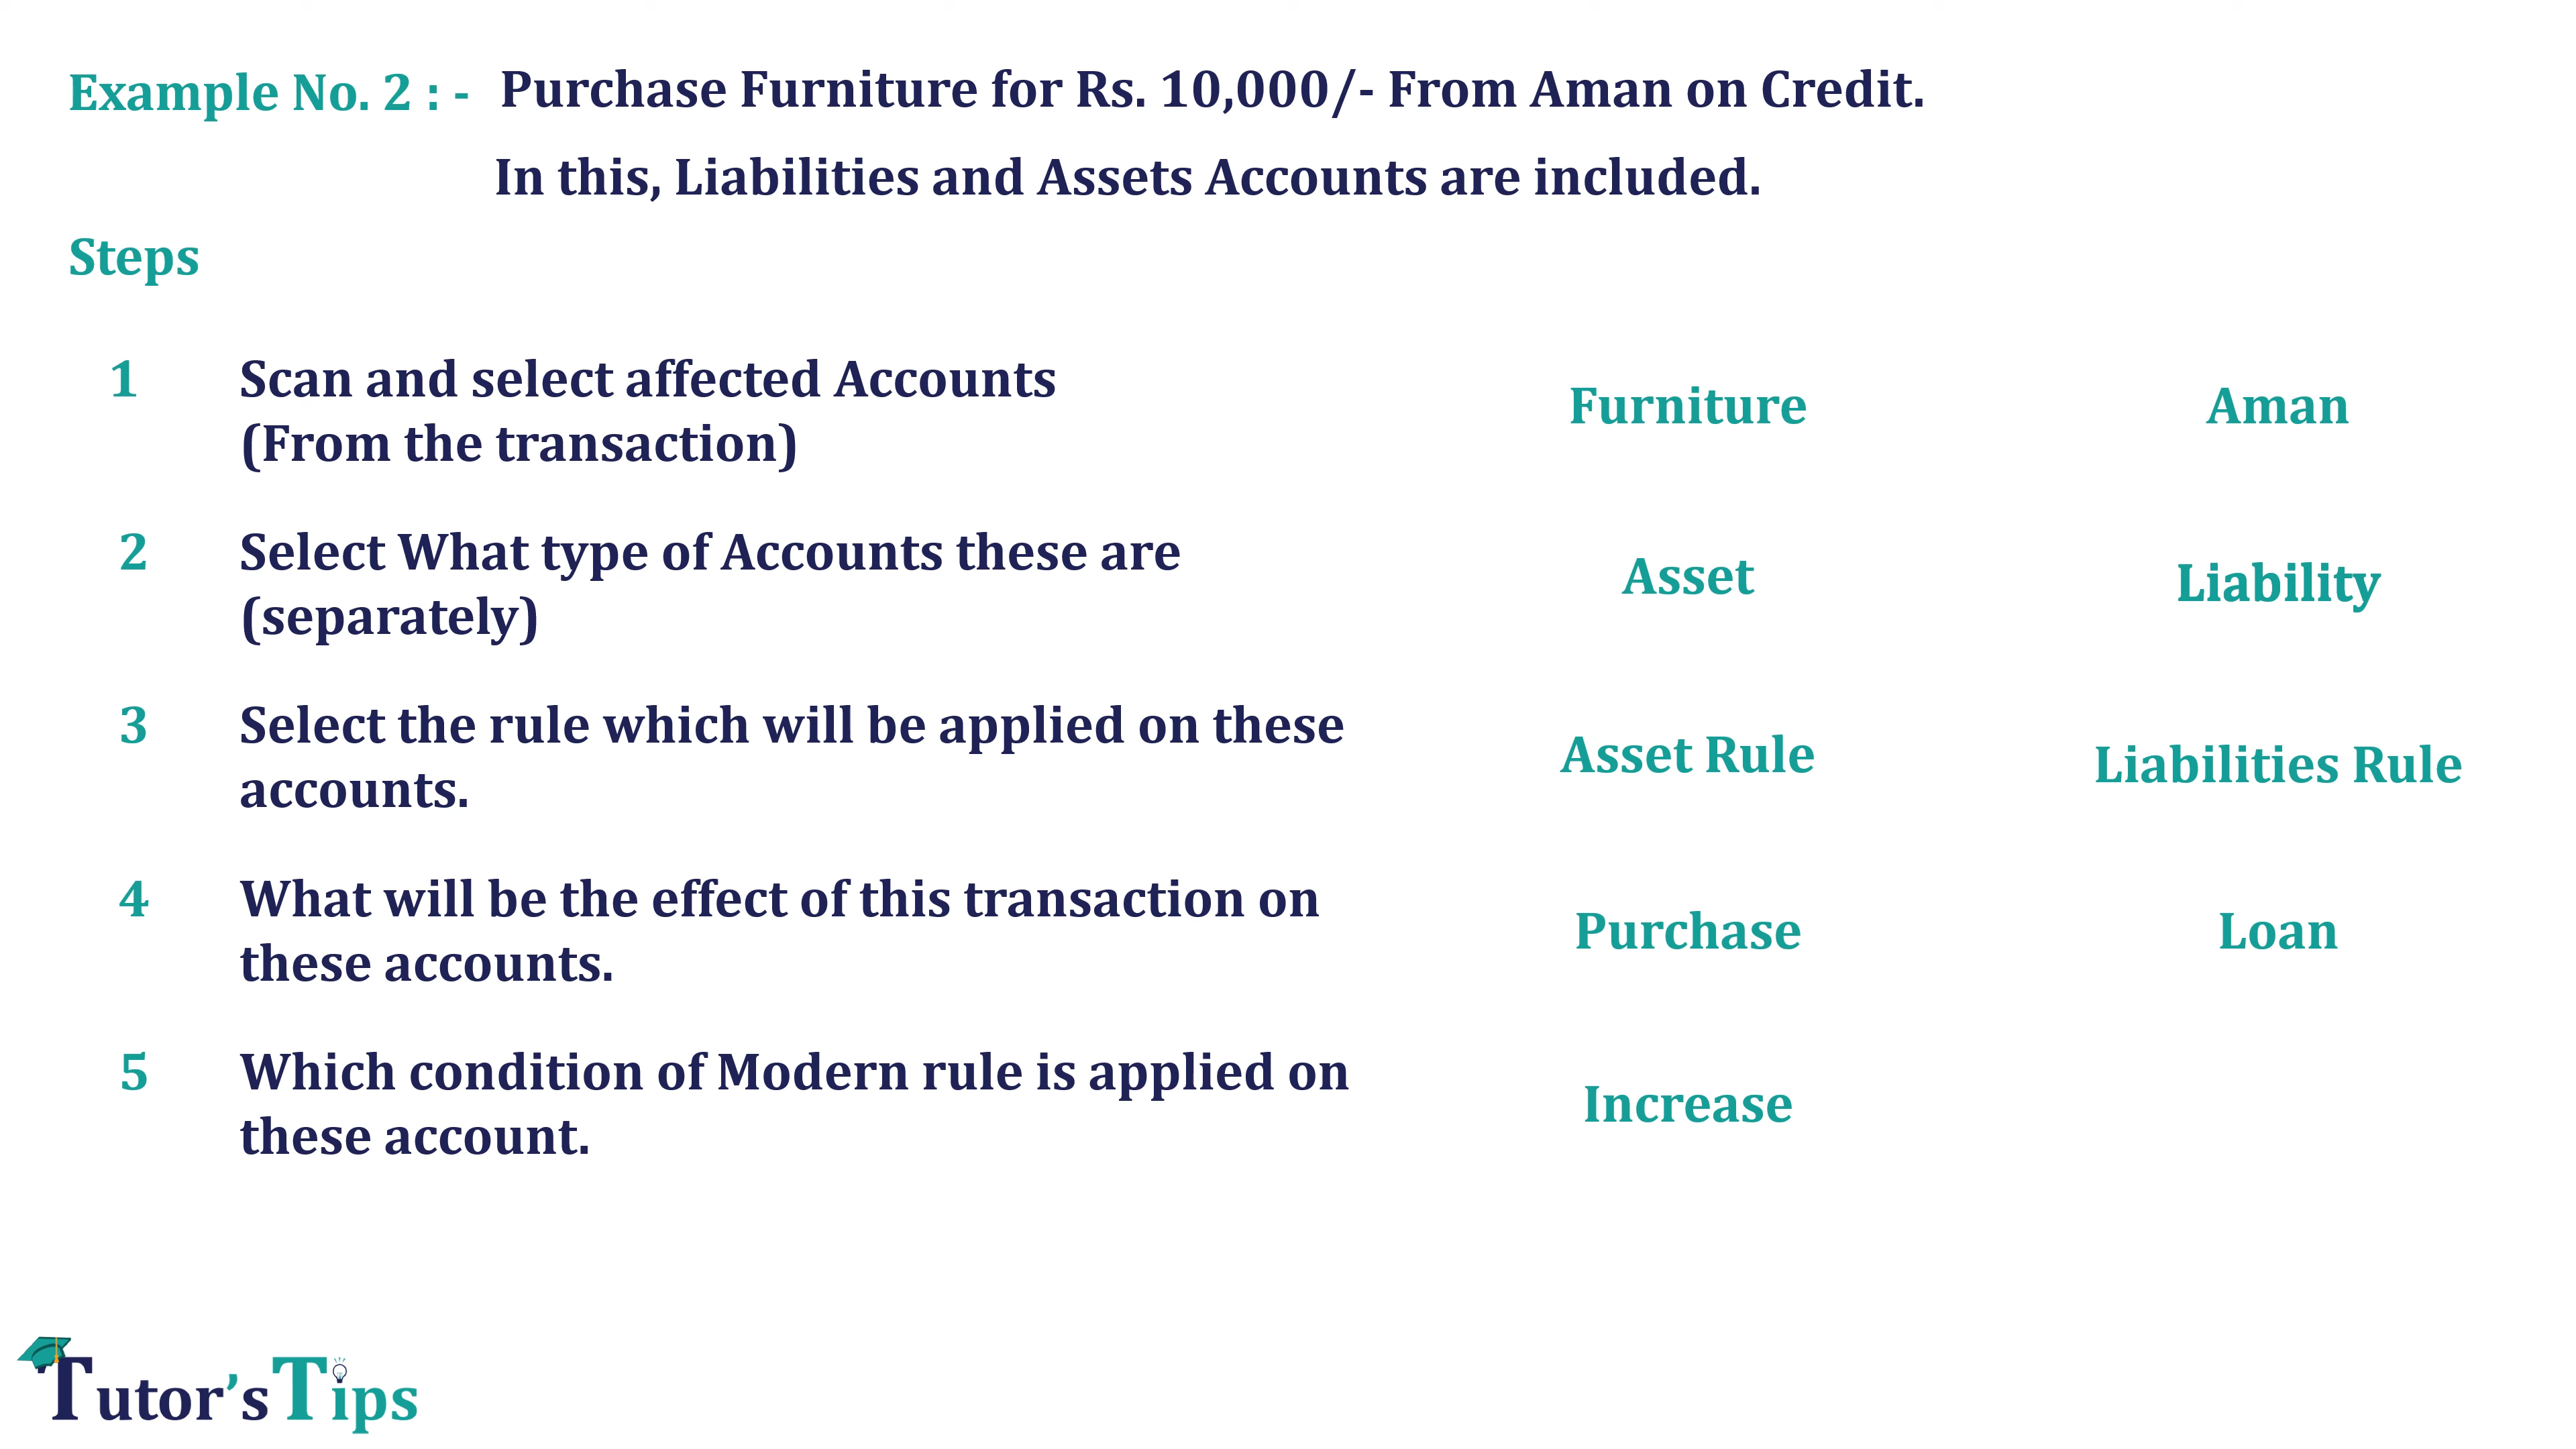 Example No. 2 : - Purchase Furniture for Rs. 10,000/- From Aman on Credit.
In this, Liabilities and Assets Accounts are included.
Steps
1 Scan and select affected Accounts
(From the transaction)
Furniture Aman
2 Select What type of Accounts these are
(separately)
Asset Liability
3 Select the rule which will be applied on these
accounts.
Asset Rule Liabilities Rule
4 What will be the effect of this transaction on
these accounts.
Purchase Loan
5 Which condition of Modern rule is applied on
these account.
Increase
Tutor's Tips